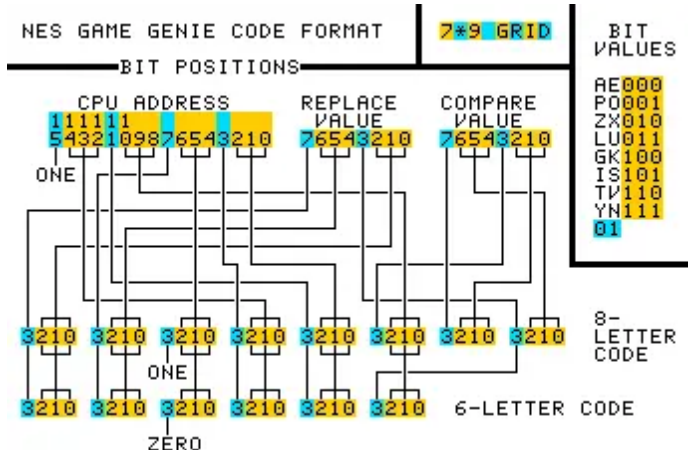 NES GAME GENIE CODE FORMAT
7*9 GRID
BIT
VALUES
BIT POSITIONS
AE000
PO001
ZX010
LU011
GK100
IS101
TV110
YN111
01
CPU ADDRESS
111111
5432109876543210
REPLACE
VALUE
76543210
COMPARE
VALUE
76543210
ONE
3210 3210 3210 3210 3210 3210 3210 3210
8-
LETTER
CODE
ONE
3210 3210 3210 3210 3210 3210
6-LETTER CODE
ZERO